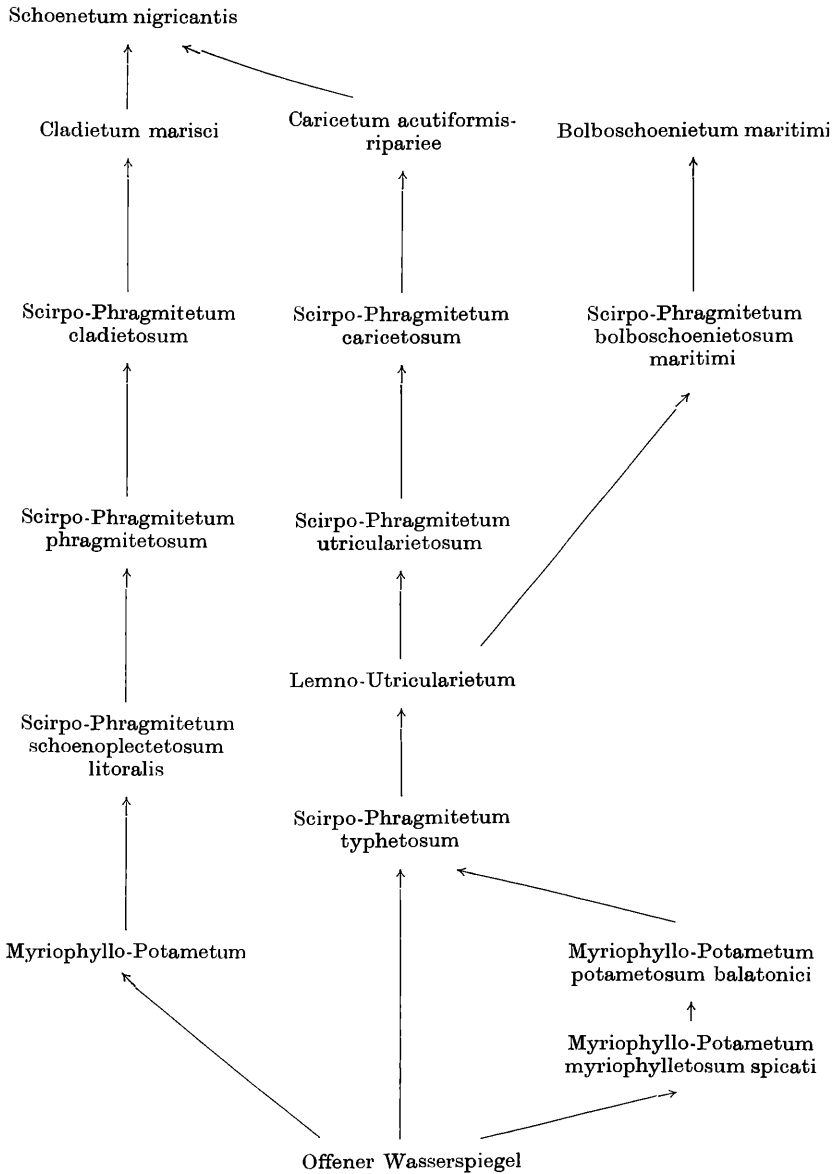 Schoenetum nigricantis
Cladietum marisci
Caricetum acutiformis-
ripariee
Bolboschoenietum maritimi
Scirpo-Phragmitetum
cladietosum
Scirpo-Phragmitetum
caricetosum
Scirpo-Phragmitetum
bolboschoenietosum
maritimi
Scirpo-Phragmitetum
phragmitetosum
Scirpo-Phragmitetum
utricularietosum
Lemno-Utricularietum
Scirpo-Phragmitetum
schoenoplectetosum
litoralis
Scirpo-Phragmitetum
typhetosum
Myriophyllo-Potametum
Myriophyllo-Potametum
potametosum balatonici
Myriophyllo-Potametum
myriophylletosum spicati
Offener Wasserspiegel